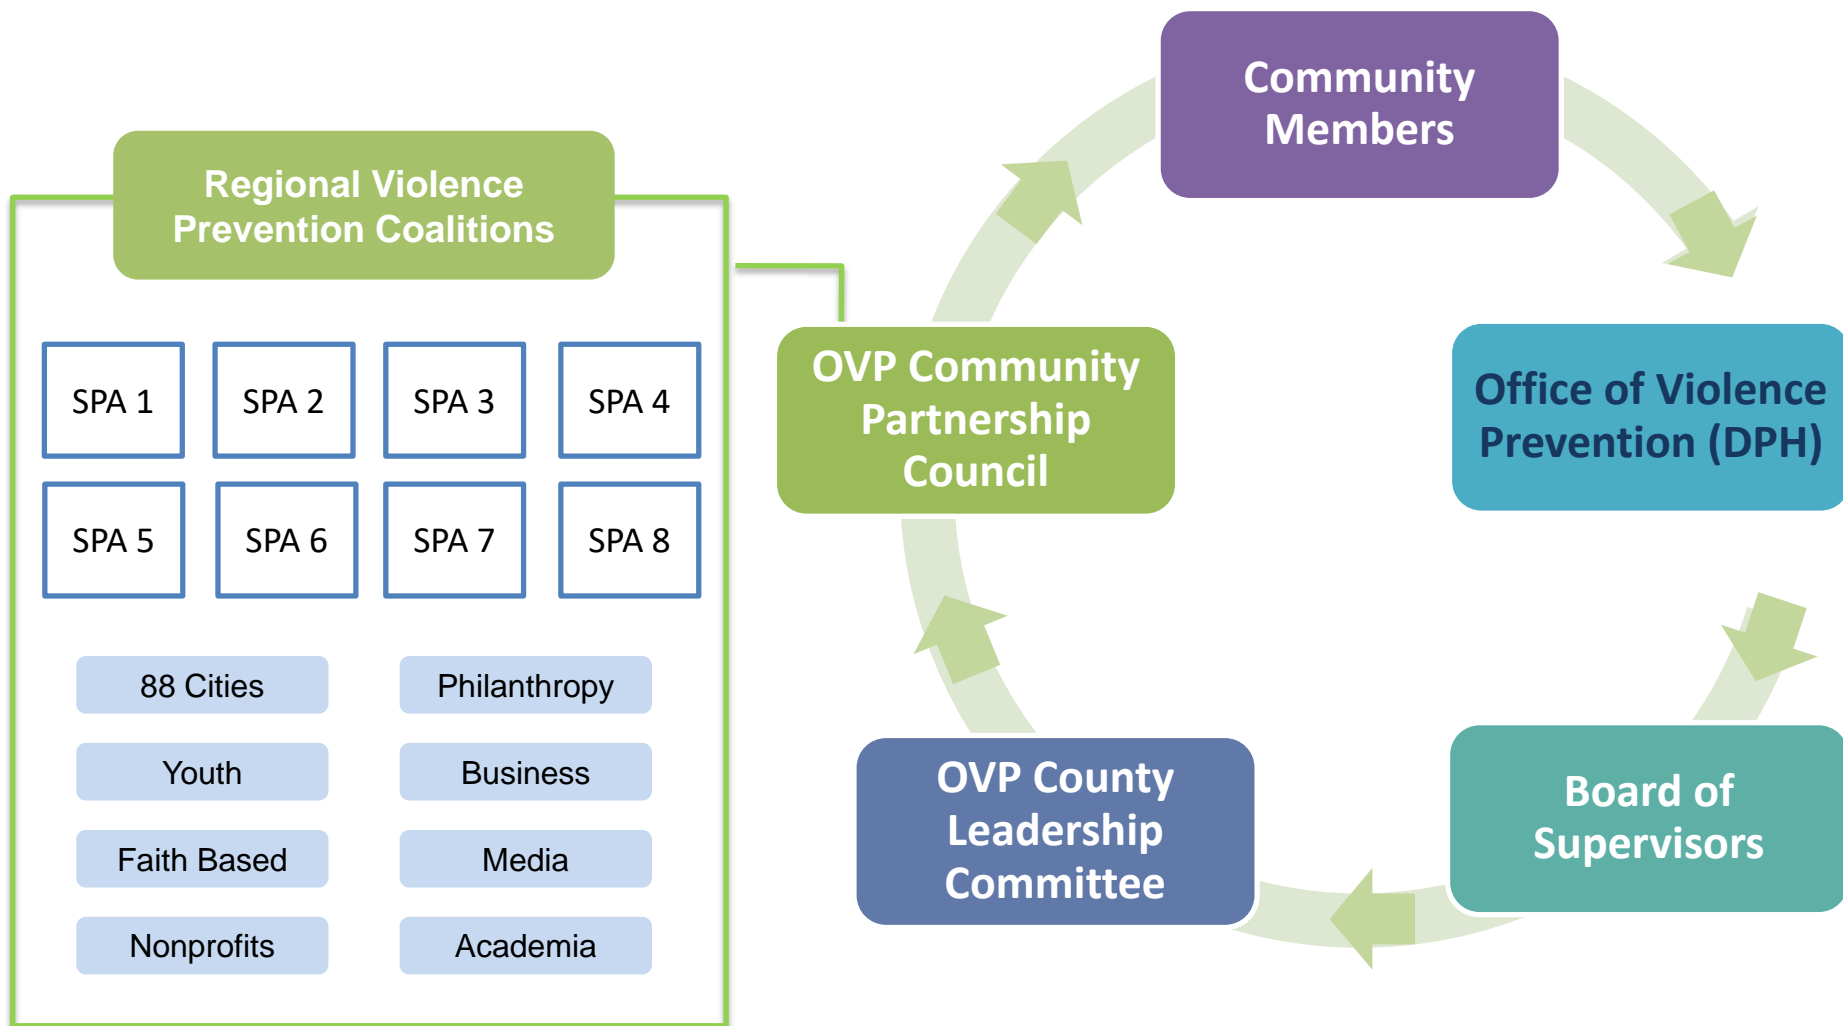 Regional Violence
Prevention Coalitions
SPA 1
SPA 2
SPA 3
SPA 4
SPA 5
SPA 6
SPA 7
SPA 8
88 Cities
Philanthropy
Youth
Business
Faith Based
Media
Nonprofits
Academia
Community
Members
OVP Community
Partnership
Council
Office of Violence
Prevention (DPH)
OVP County
Leadership
Committee
Board of
Supervisors